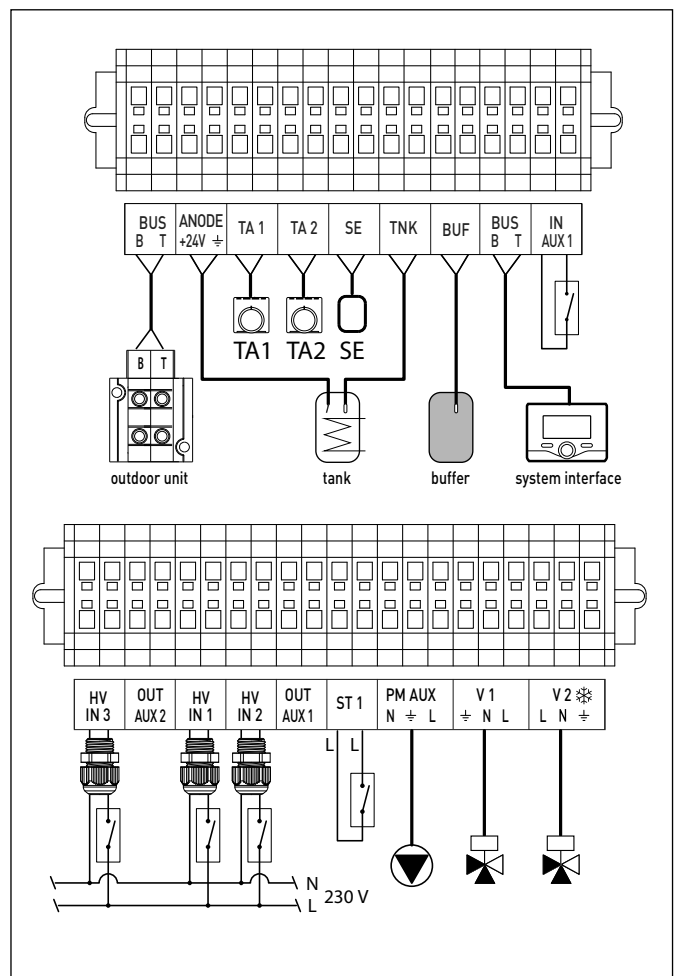 BUS ANODE TA 1 TA 2 SE TNK BUF BUS IN
B T +24V ⏚ B T AUX 1
TA1 TA2 SE
B T
outdoor unit tank buffer system interface
HV OUT HV HV OUT ST 1 PM AUX V 1 V 2 ❄
IN 3 AUX 2 IN 1 IN 2 AUX 1 N ⏚ L ⏚ N L L N ⏚
L L
N
230 V
L